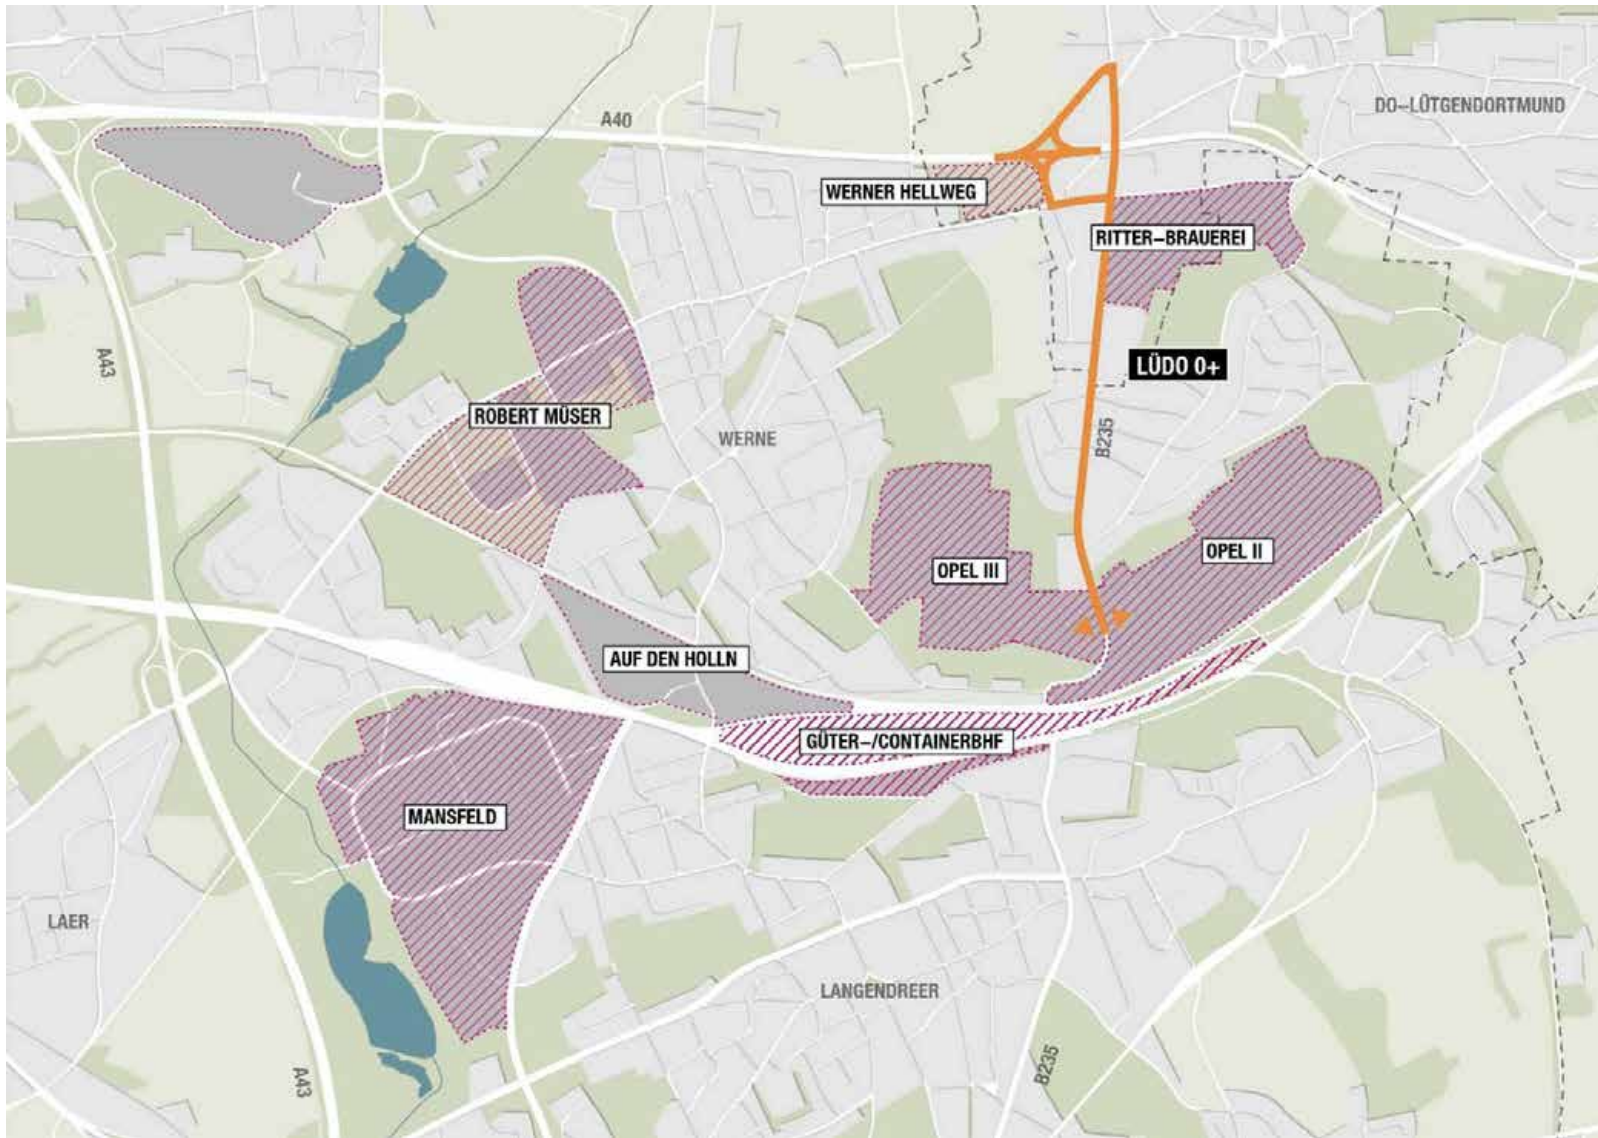 DO–LÜTGENDORTMUND
A40
WERNER HELLWEG
RITTER–BRAUEREI
A43
LÜDO 0+
ROBERT MÜSER
WERNE
B235
OPEL II
OPEL III
AUF DEN HOLLN
GÜTER–/CONTAINERBHF
MANSFELD
LAER
LANGENDREER
B235
A43